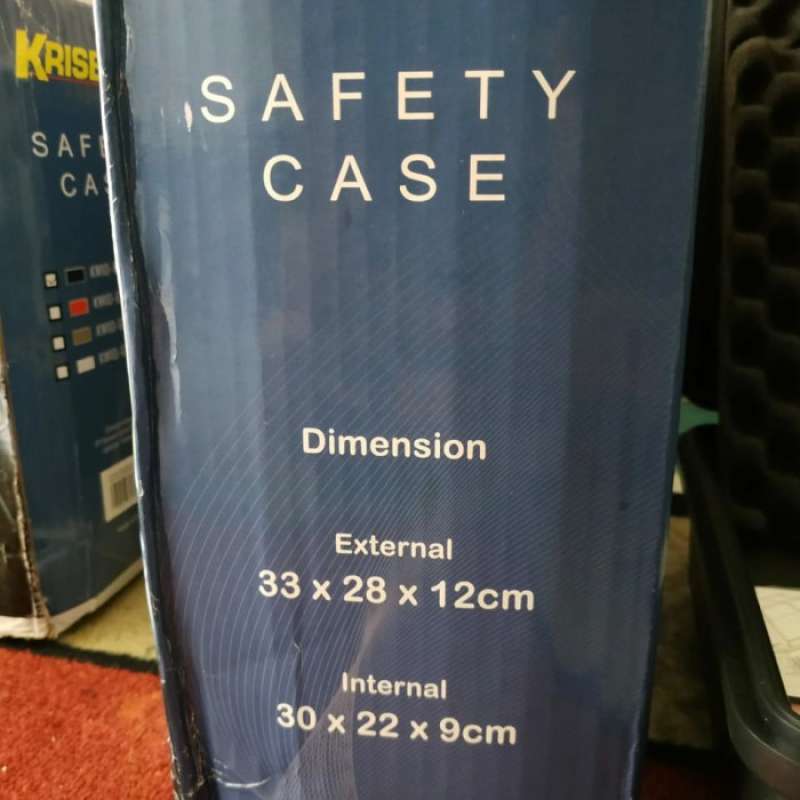 SAFETY
CASE
Dimension
External
33 x 28 x 12cm
Internal
30 x 22 x 9cm